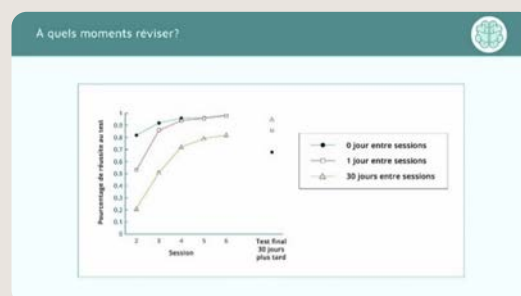 A quels moments réviser?
Pourcentage de réussite au test
1
0.9
0.8
0.7
0.6
0.5
0.4
0.3
0.2
0.1
0
2 3 4 5 6
Session
Test final
30 jours
plus tard
0 jour entre sessions
1 jour entre sessions
30 jours entre sessions